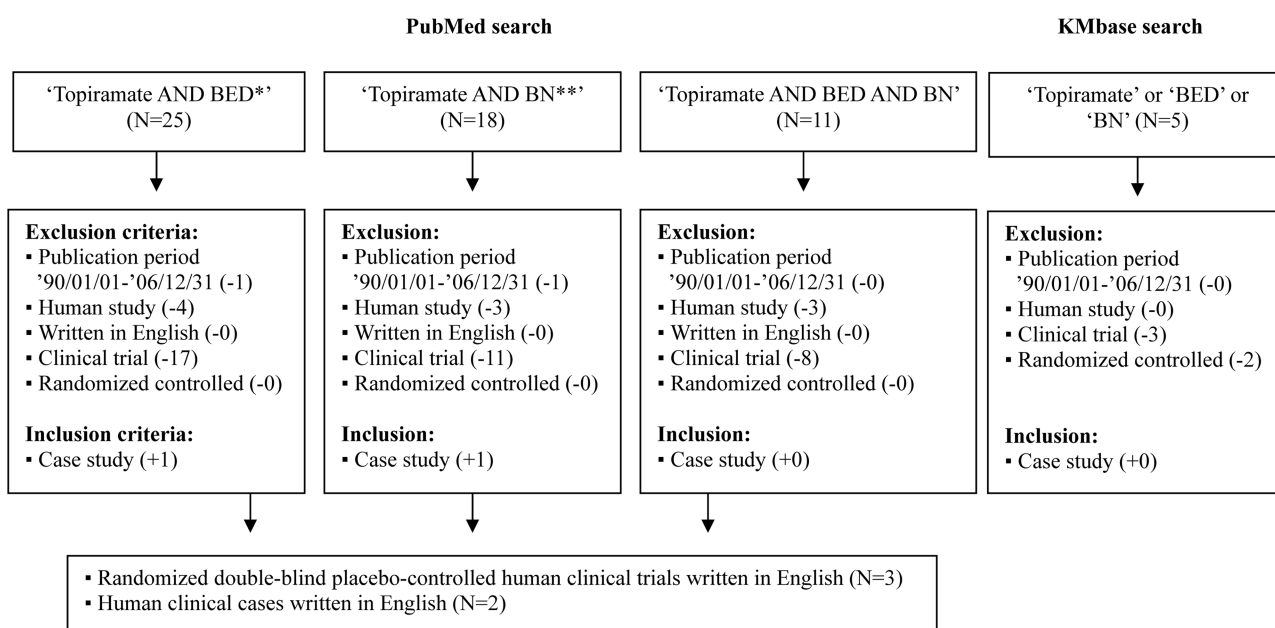 PubMed search
KMbase search
‘Topiramate AND BED*’
(N=25)
‘Topiramate AND BN**’
(N=18)
‘Topiramate AND BED AND BN’
(N=11)
‘Topiramate’ or ‘BED’ or
‘BN’ (N=5)
Exclusion criteria:
▪ Publication period
’90/01/01-’06/12/31 (-1)
▪ Human study (-4)
▪ Written in English (-0)
▪ Clinical trial (-17)
▪ Randomized controlled (-0)
Inclusion criteria:
▪ Case study (+1)
Exclusion:
▪ Publication period
’90/01/01-’06/12/31 (-1)
▪ Human study (-3)
▪ Written in English (-0)
▪ Clinical trial (-11)
▪ Randomized controlled (-0)
Inclusion:
▪ Case study (+1)
Exclusion:
▪ Publication period
’90/01/01-’06/12/31 (-0)
▪ Human study (-3)
▪ Written in English (-0)
▪ Clinical trial (-8)
▪ Randomized controlled (-0)
Inclusion:
▪ Case study (+0)
Exclusion:
▪ Publication period
’90/01/01-’06/12/31 (-0)
▪ Human study (-0)
▪ Clinical trial (-3)
▪ Randomized controlled (-2)
Inclusion:
▪ Case study (+0)
▪ Randomized double-blind placebo-controlled human clinical trials written in English (N=3)
▪ Human clinical cases written in English (N=2)